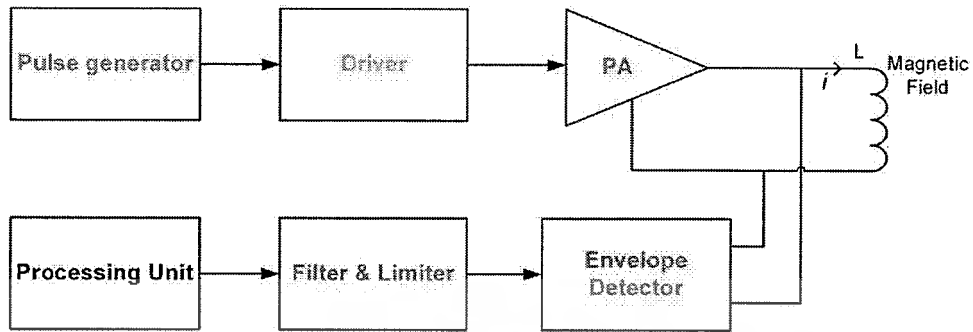 Pulse generator
Driver
PA
L
i
Magnetic
Field
Processing Unit
Filter & Limiter
Envelope
Detector